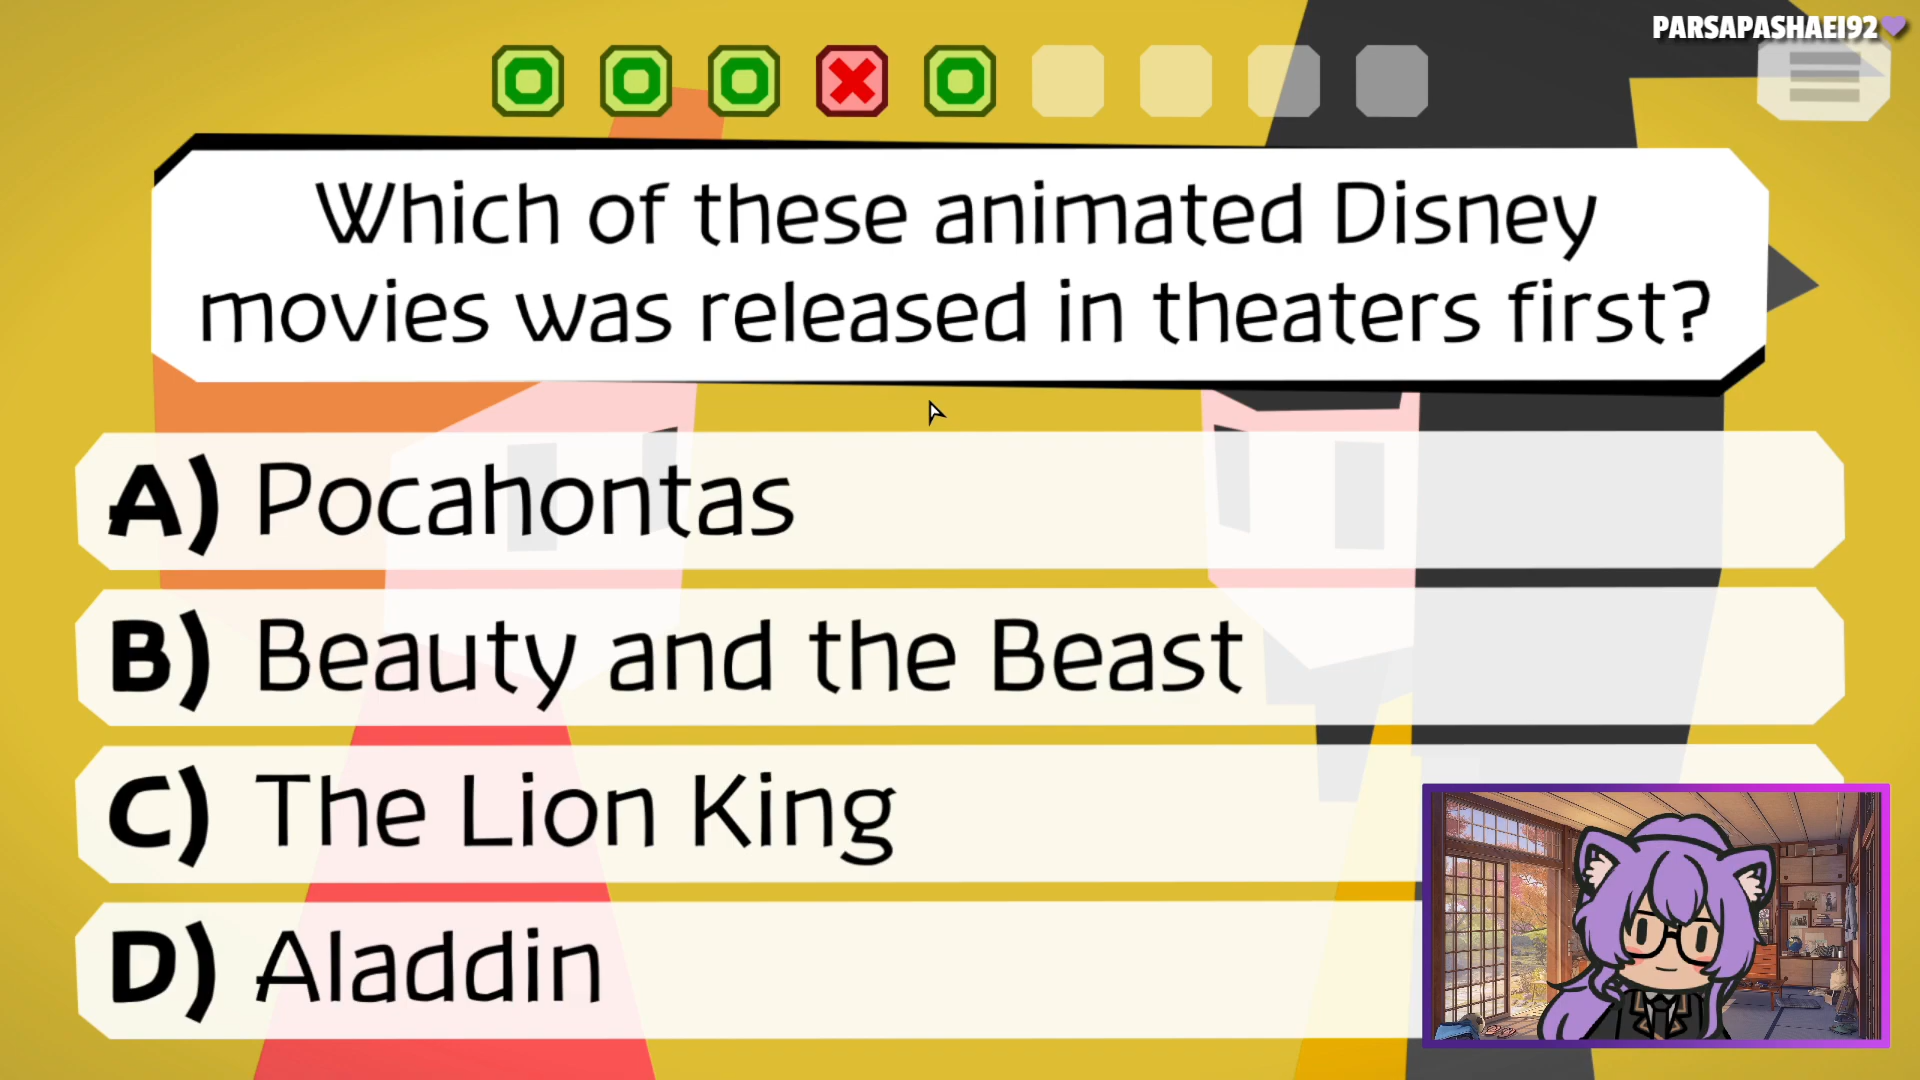 PARSAPASHAEI92
Which of these animated Disney
movies was released in theaters first?
A) Pocahontas
B) Beauty and the Beast
C) The Lion King
D) Aladdin